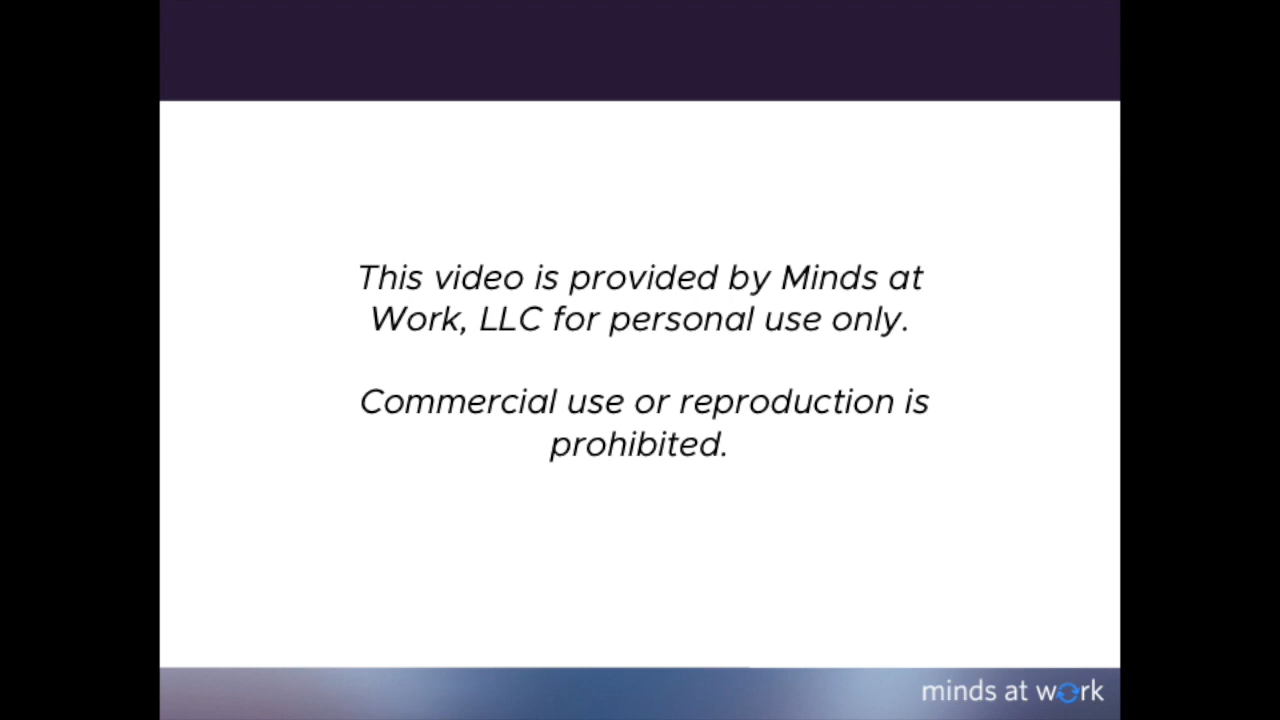 This video is provided by Minds at
Work, LLC for personal use only.
Commercial use or reproduction is
prohibited.
minds at work